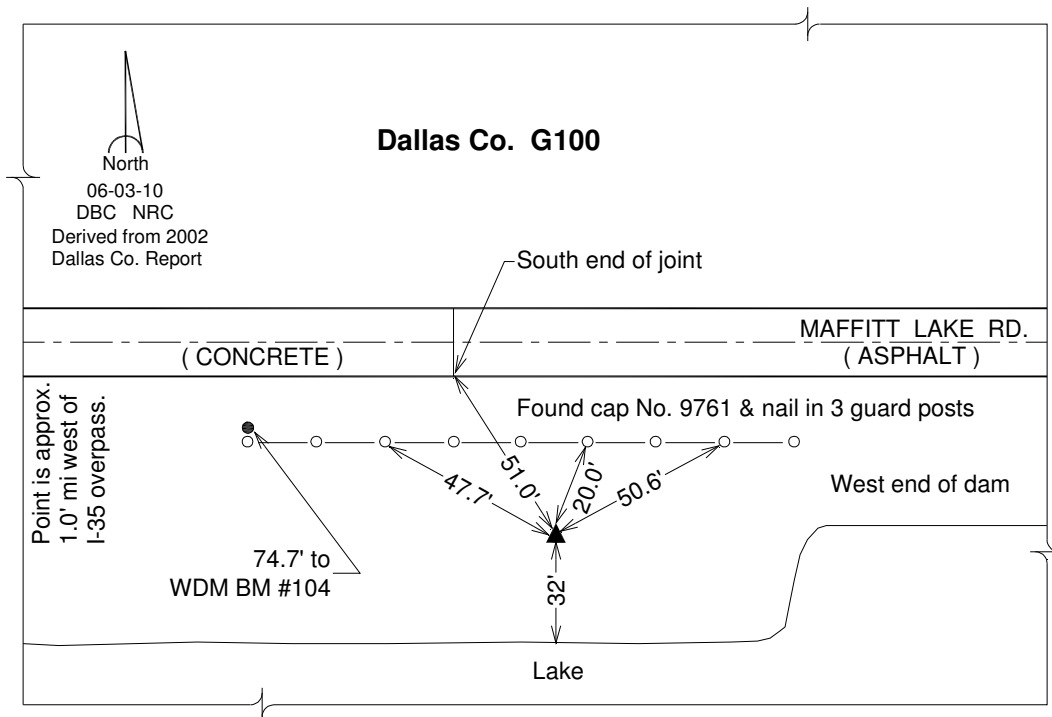 Dallas Co. G100
North
06-03-10
DBC NRC
Derived from 2002
Dallas Co. Report
South end of joint
MAFFITT LAKE RD.
( CONCRETE )
( ASPHALT )
Point is approx.
1.0' mi west of
I-35 overpass.
Found cap No. 9761 & nail in 3 guard posts
47.7'
51.0'
20.0'
50.6'
West end of dam
74.7' to
WDM BM #104
32'
Lake